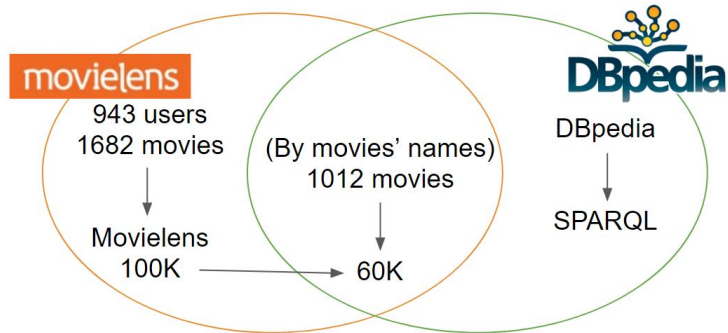 movielens
943 users
1682 movies
Movielens
100K
(By movies' names)
1012 movies
60K
DBpedia
DBpedia
SPARQL